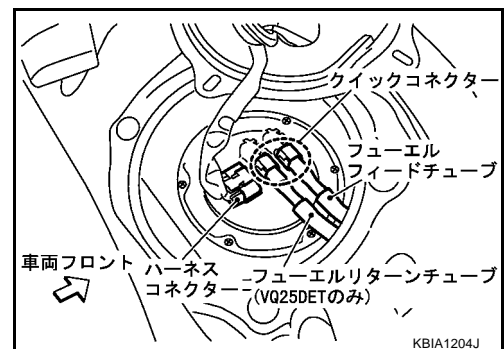 クイックコネクター
フューエル
フィードチューブ
車両フロント
ハーネス
コネクター
フューエルリターンチューブ
(VQ25DETのみ)
KBIA1204J